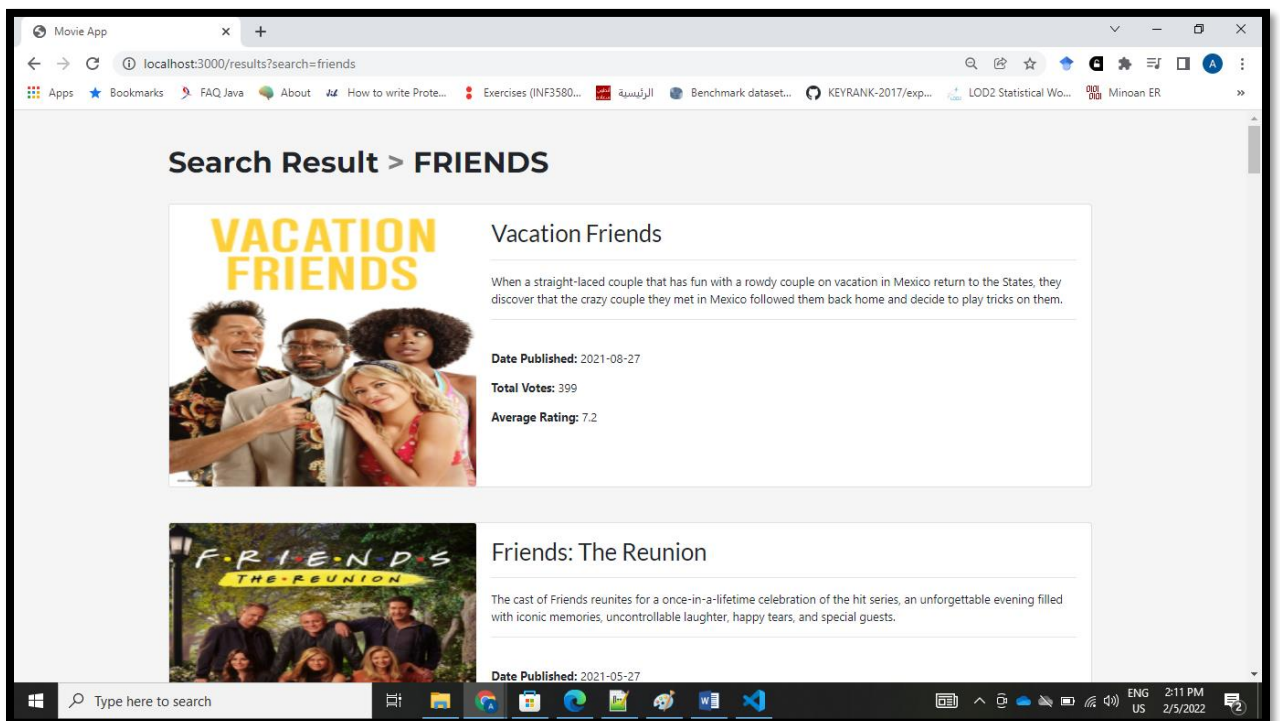 Movie App
localhost:3000/results?search=friends
Apps Bookmarks FAQ Java About How to write Prote... Exercises (INF3580... الرئيسية Benchmark dataset... KEYRANK-2017/exp... LOD2 Statistical Wo... Minoan ER »
Search Result > FRIENDS
VACATION
FRIENDS
Vacation Friends
When a straight-laced couple that has fun with a rowdy couple on vacation in Mexico return to the States, they
discover that the crazy couple they met in Mexico followed them back home and decide to play tricks on them.
Date Published: 2021-08-27
Total Votes: 399
Average Rating: 7.2
F·R·I·E·N·D·S
THE·REUNION
Friends: The Reunion
The cast of Friends reunites for a once-in-a-lifetime celebration of the hit series, an unforgettable evening filled
with iconic memories, uncontrollable laughter, happy tears, and special guests.
Date Published: 2021-05-27
Type here to search
ENG
US
2:11 PM
2/5/2022
2